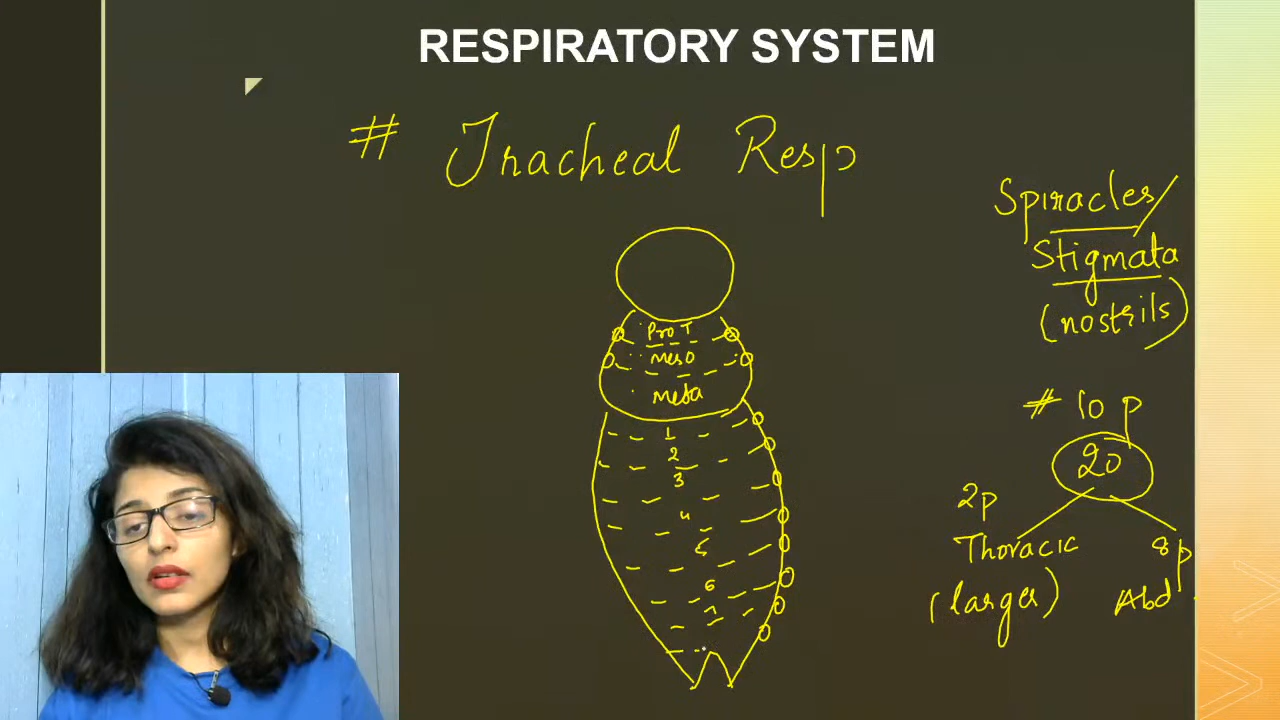 RESPIRATORY SYSTEM
# Tracheal Resp
Spiracles/
Stigmata
(nostrils)
Pro T
Meso
Meta
1
2
3
4
5
6
7
# 10 p
20
2p
Thoracic
(larger)
8p
Abd